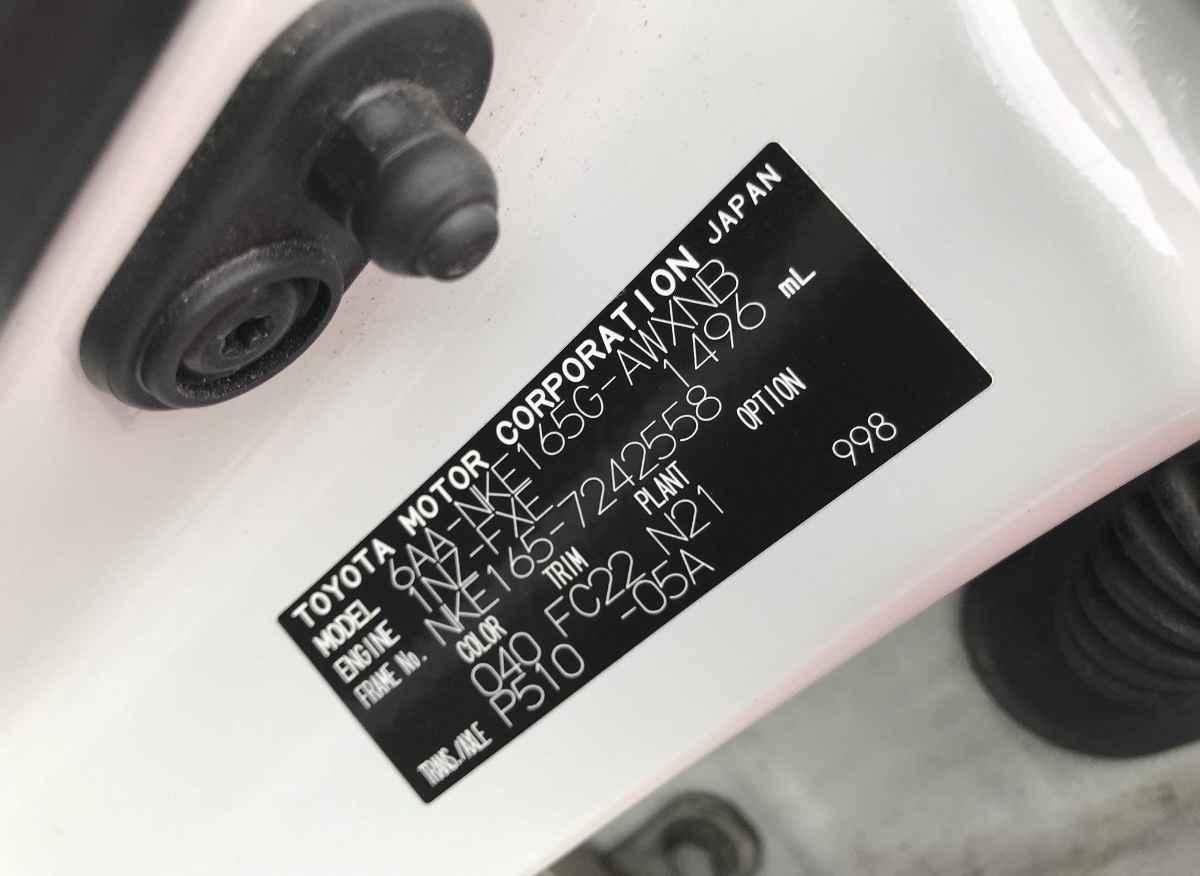 TOYOTA MOTOR CORPORATION JAPAN
MODEL 6AA-NKE165G-AWXNB
ENGINE 1NZ-FXE 1496 mL
FRAME No. NKE165-7242558
COLOR TRIM PLANT OPTION
040 FC22 N21 998
TRANS./AXLE P510 -05A